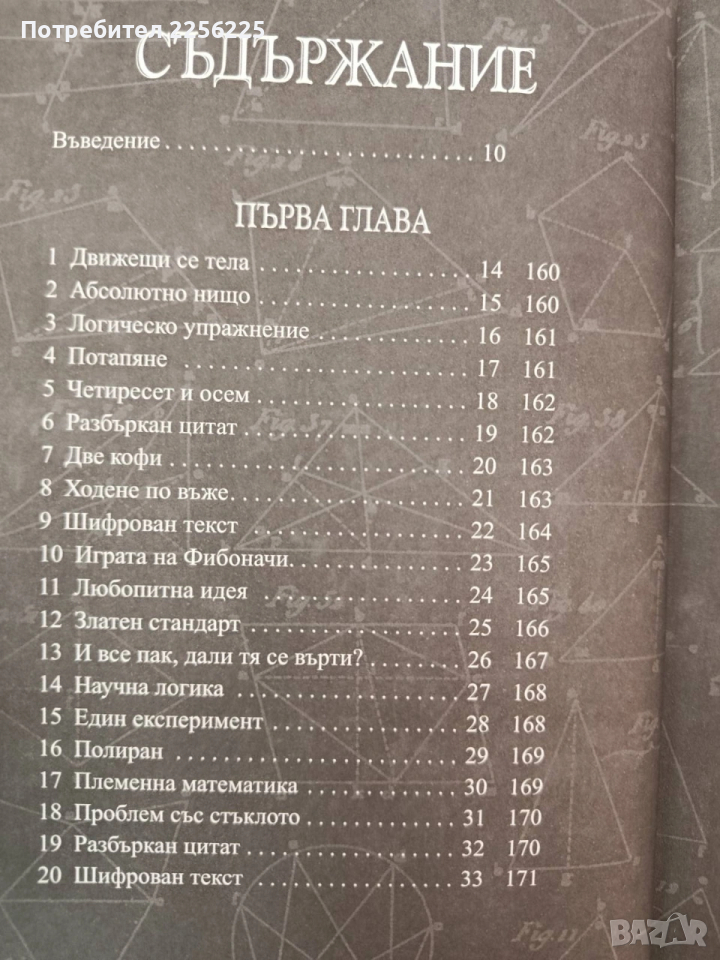 Потребител 2256225
СЪДЪРЖАНИЕ
Въведение . . . . . . . . . . . . . . . . . . . . . . . . . . 10
ПЪРВА ГЛАВА
1 Движещи се тела . . . . . . . . . . . . . . . . . . 14 160
2 Абсолютно нищо . . . . . . . . . . . . . . . . . . 15 160
3 Логическо упражнение . . . . . . . . . . . . . 16 161
4 Потапяне . . . . . . . . . . . . . . . . . . . . . . . . 17 161
5 Четиресет и осем . . . . . . . . . . . . . . . . . . 18 162
6 Разбъркан цитат . . . . . . . . . . . . . . . . . . . 19 162
7 Две кофи . . . . . . . . . . . . . . . . . . . . . . . . . 20 163
8 Ходене по въже. . . . . . . . . . . . . . . . . . . . 21 163
9 Шифрован текст . . . . . . . . . . . . . . . . . . 22 164
10 Играта на Фибоначи. . . . . . . . . . . . . . . 23 165
11 Любопитна идея . . . . . . . . . . . . . . . . . . 24 165
12 Златен стандарт . . . . . . . . . . . . . . . . . . . 25 166
13 И все пак, дали тя се върти? . . . . . . . . 26 167
14 Научна логика . . . . . . . . . . . . . . . . . . . . 27 168
15 Един експеримент . . . . . . . . . . . . . . . . . 28 168
16 Полиран . . . . . . . . . . . . . . . . . . . . . . . . 29 169
17 Племенна математика . . . . . . . . . . . . . . 30 169
18 Проблем със стъклото . . . . . . . . . . . . . . 31 170
19 Разбъркан цитат . . . . . . . . . . . . . . . . . . . 32 170
20 Шифрован текст . . . . . . . . . . . . . . . . . . 33 171
BAZAR